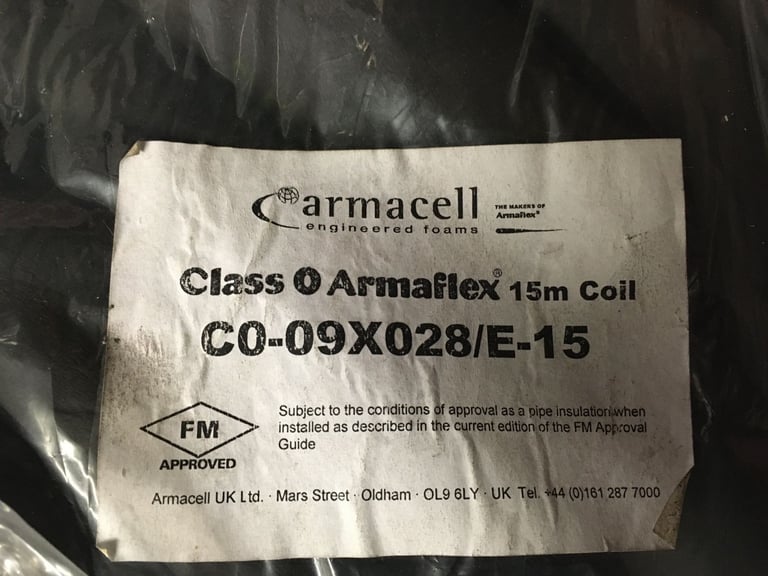 armacell
engineered foams
THE MAKERS OF
Armaflex®
Class O Armaflex® 15m Coil
C0-09X028/E-15
FM
APPROVED
Subject to the conditions of approval as a pipe insulation when
installed as described in the current edition of the FM Approval
Guide
Armacell UK Ltd. · Mars Street · Oldham · OL9 6LY · UK Tel. +44 (0)161 287 7000